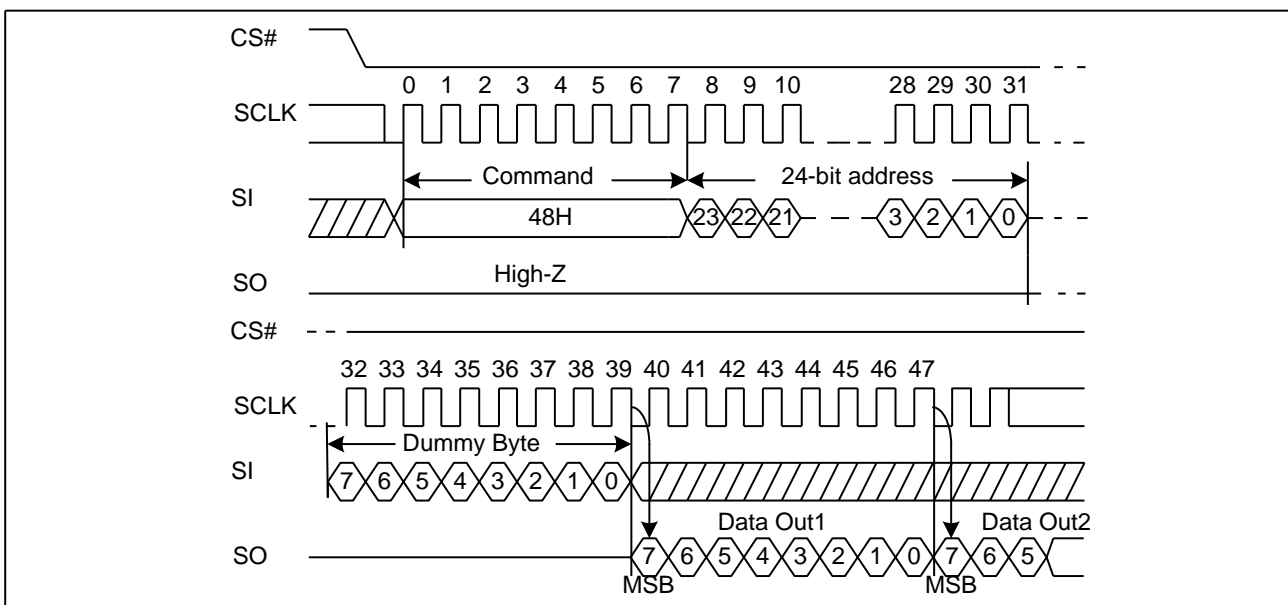 CS#
0 1 2 3 4 5 6 7 8 9 10 28 29 30 31
SCLK
Command 24-bit address
SI
48H 23 22 21 3 2 1 0
High-Z
SO
CS#
32 33 34 35 36 37 38 39 40 41 42 43 44 45 46 47
SCLK
Dummy Byte
SI
7 6 5 4 3 2 1 0
Data Out1 Data Out2
SO
7 6 5 4 3 2 1 0 7 6 5
MSB MSB